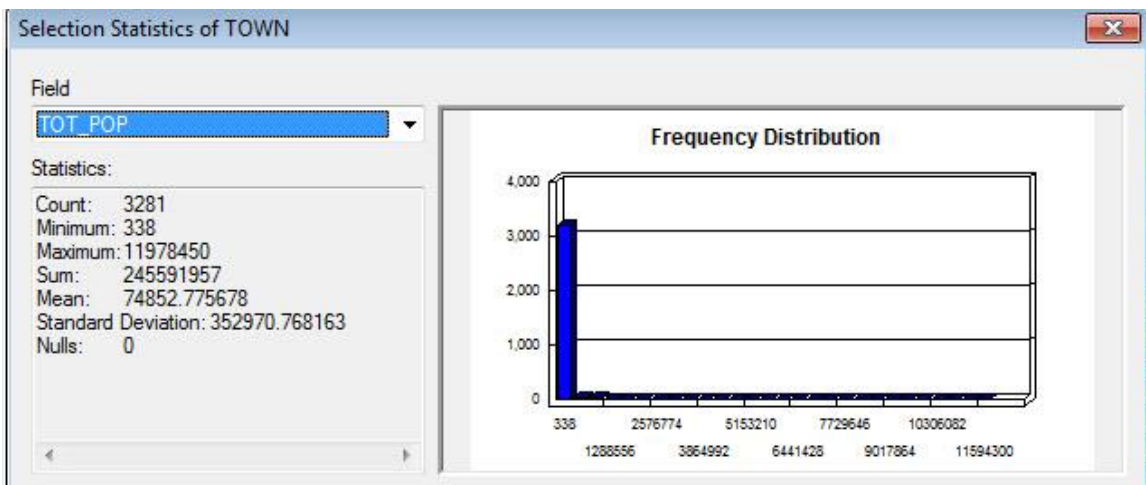 Selection Statistics of TOWN
Field
TOT_POP
Statistics:
Count: 3281
Minimum: 338
Maximum: 11978450
Sum: 245591957
Mean: 74852.775678
Standard Deviation: 352970.768163
Nulls: 0
Frequency Distribution
4,000
3,000
2,000
1,000
0
338 2576774 5153210 7729646 10306082
1288556 3864992 6441428 9017864 11594300